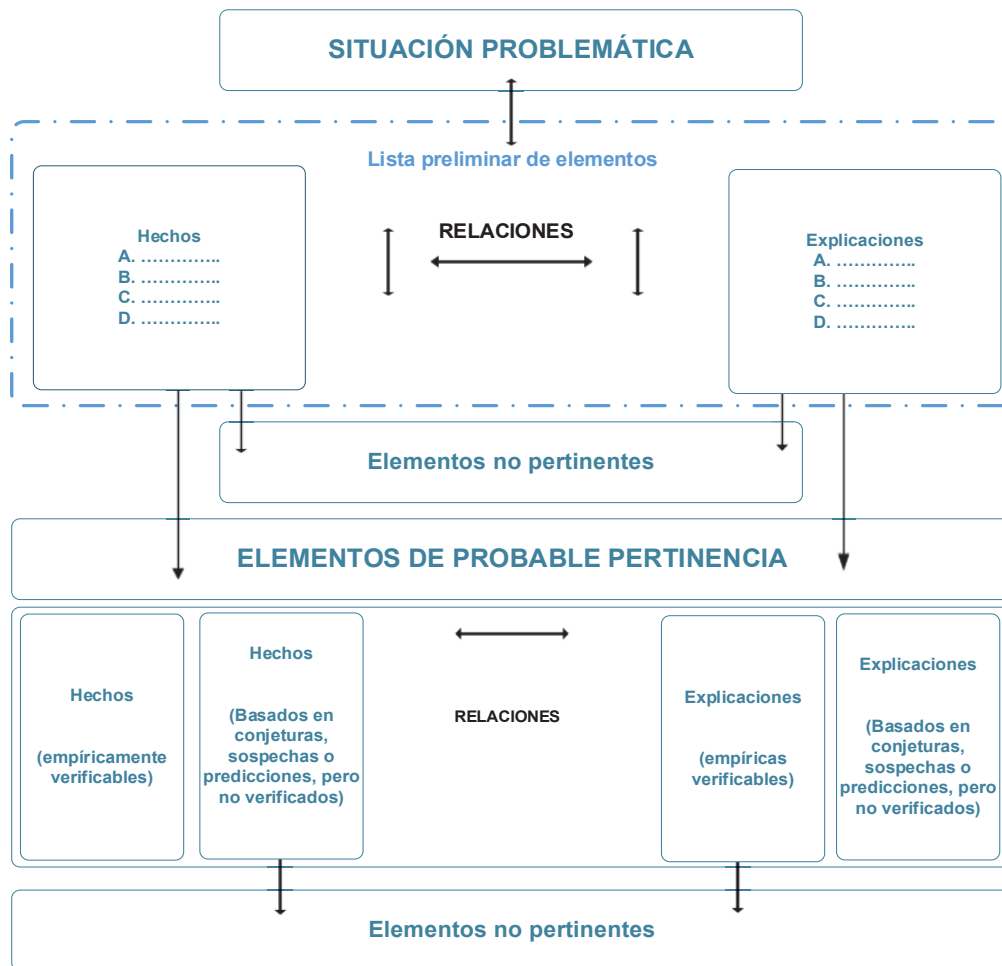 SITUACIÓN PROBLEMÁTICA
Lista preliminar de elementos
Hechos
A. …………..
B. …………..
C. …………..
D. …………..
RELACIONES
Explicaciones
A. …………..
B. …………..
C. …………..
D. …………..
Elementos no pertinentes
ELEMENTOS DE PROBABLE PERTINENCIA
Hechos
(empíricamente
verificables)
Hechos
(Basados en
conjeturas,
sospechas o
predicciones, pero
no verificados)
RELACIONES
Explicaciones
(empíricas
verificables)
Explicaciones
(Basados en
conjeturas,
sospechas o
predicciones, pero
no verificados)
Elementos no pertinentes